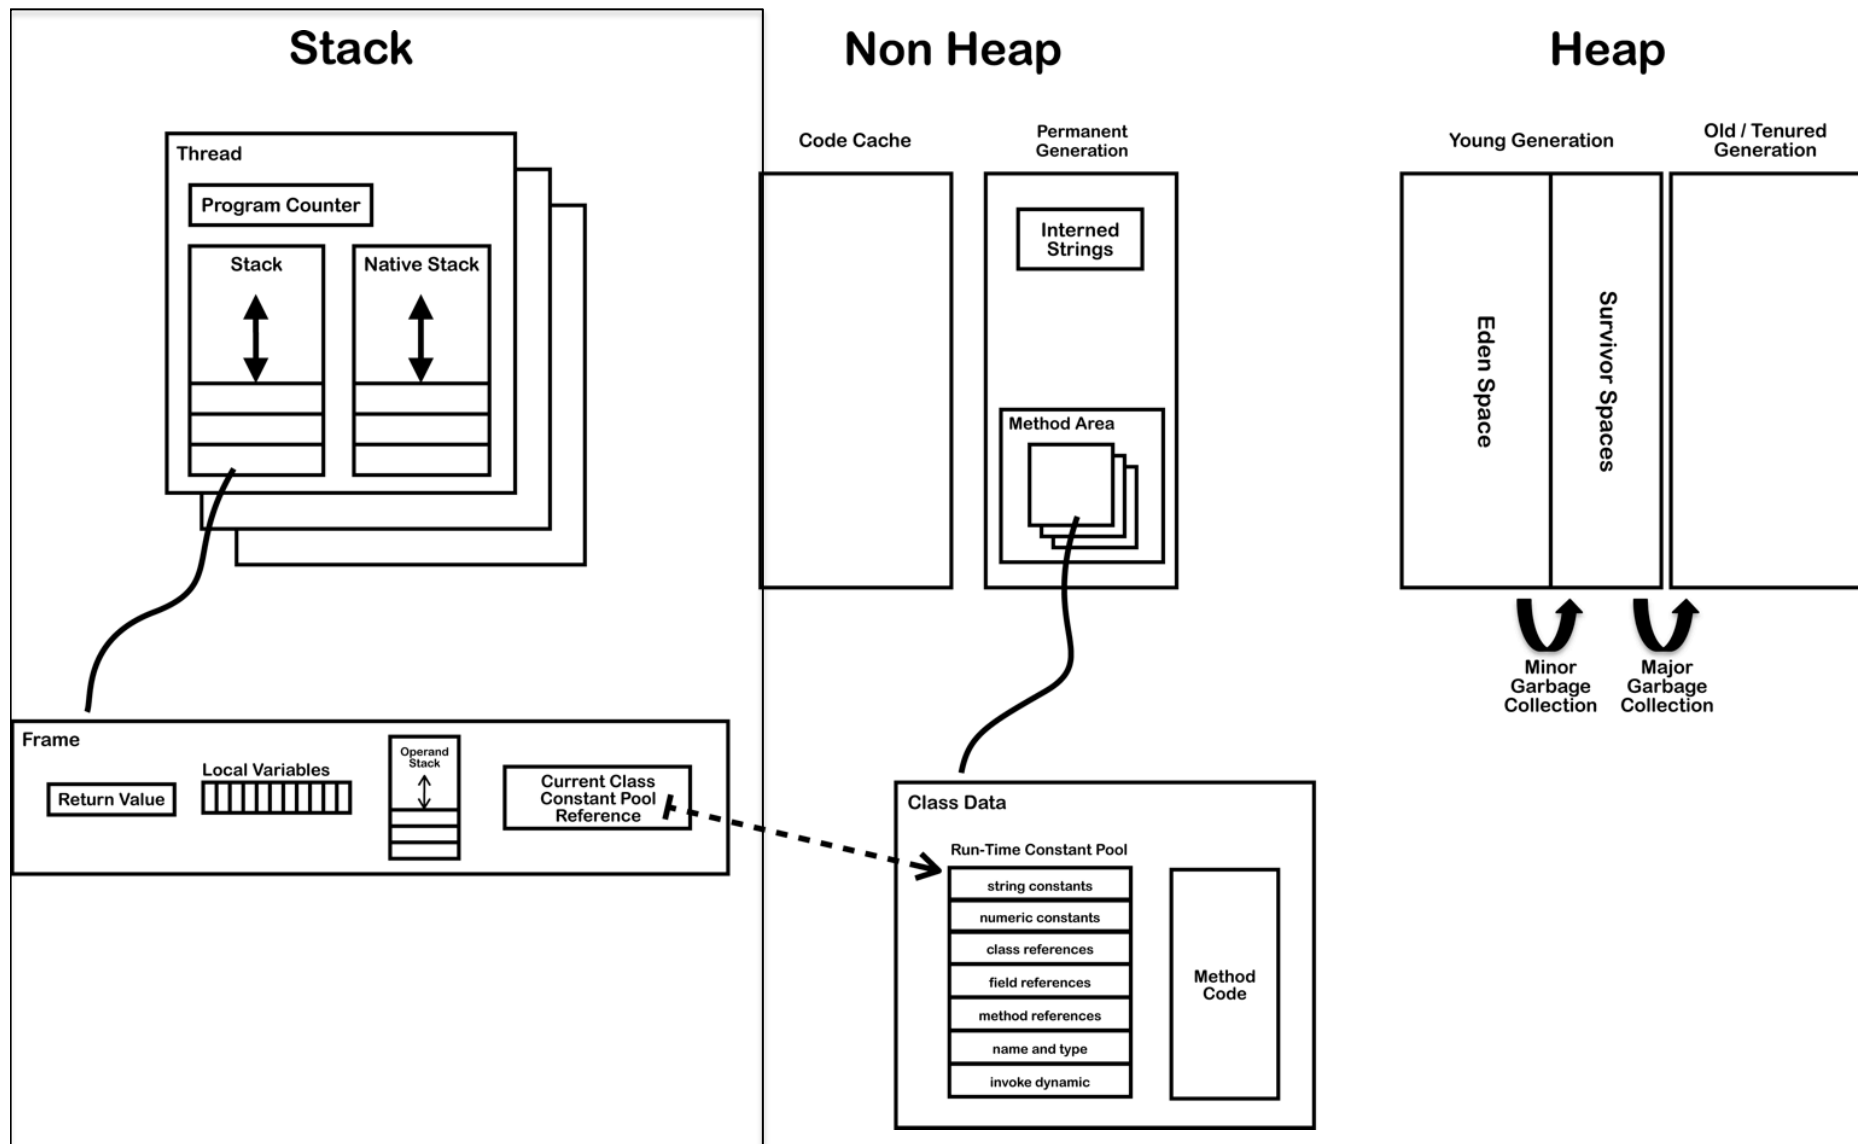 Stack
Non Heap
Heap
Thread
Program Counter
Stack
Native Stack
Code Cache
Permanent
Generation
Interned
Strings
Method Area
Young Generation
Old / Tenured
Generation
Eden Space
Survivor Spaces
Minor
Garbage
Collection
Major
Garbage
Collection
Frame
Return Value
Local Variables
Operand
Stack
Current Class
Constant Pool
Reference
Class Data
Run-Time Constant Pool
string constants
numeric constants
class references
field references
method references
name and type
invoke dynamic
Method
Code